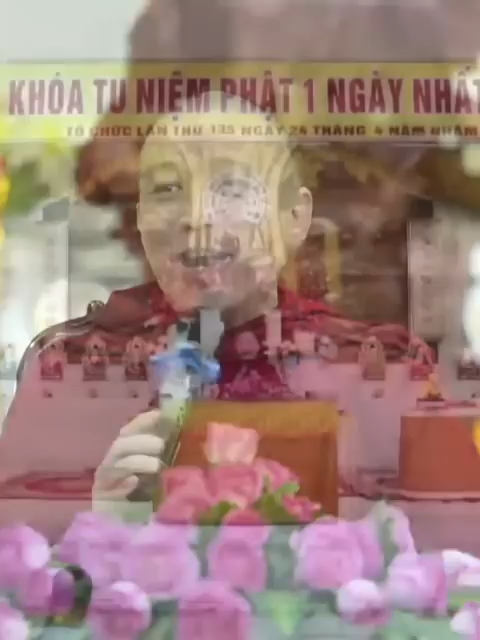 KHÓA TU NIỆM PHẬT 1 NGÀY NHẤT
TỔ CHỨC LẦN THỨ 135 NGÀY 24 THÁNG 4 NĂM NHÂM